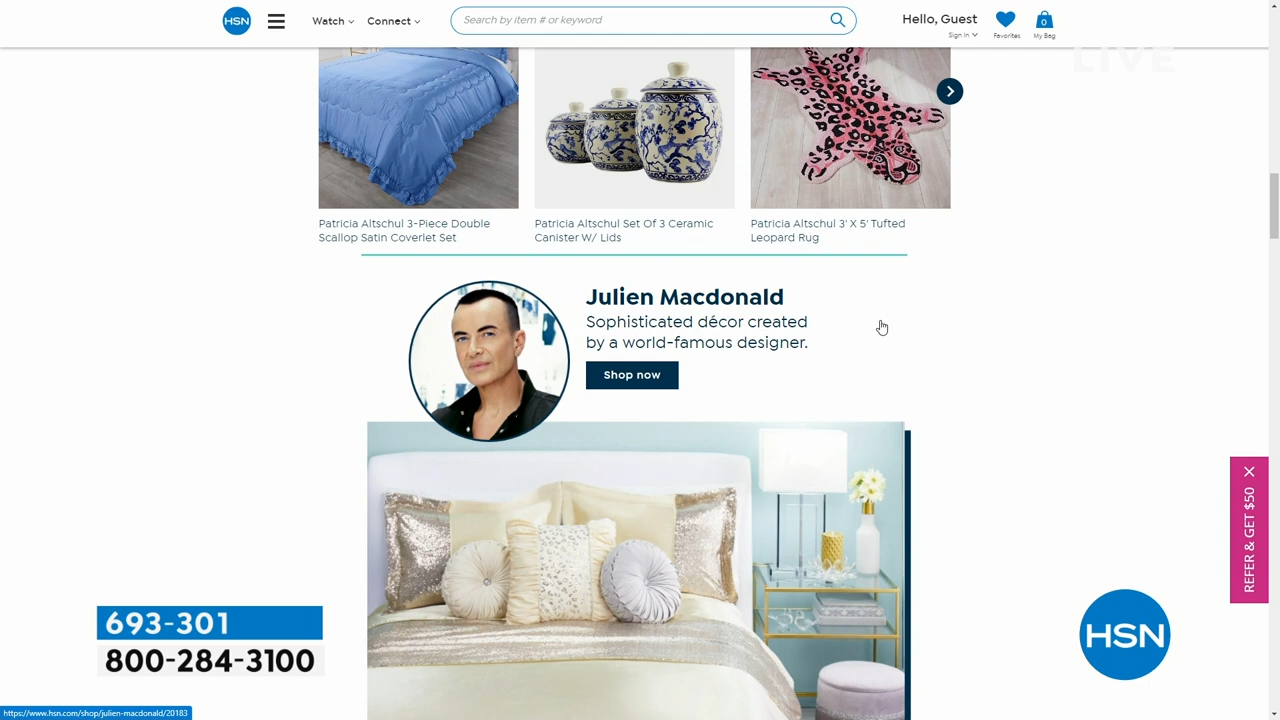 HSN
Watch
Connect
Search by item # or keyword
Hello, Guest
Sign In
Favorites
0
My Bag
LIVE
Patricia Altschul 3-Piece Double
Scallop Satin Coverlet Set
Patricia Altschul Set Of 3 Ceramic
Canister W/ Lids
Patricia Altschul 3' X 5' Tufted
Leopard Rug
Julien Macdonald
Sophisticated décor created
by a world-famous designer.
Shop now
REFER & GET $50
693-301
800-284-3100
HSN
https://www.hsn.com/shop/julien-macdonald/20183